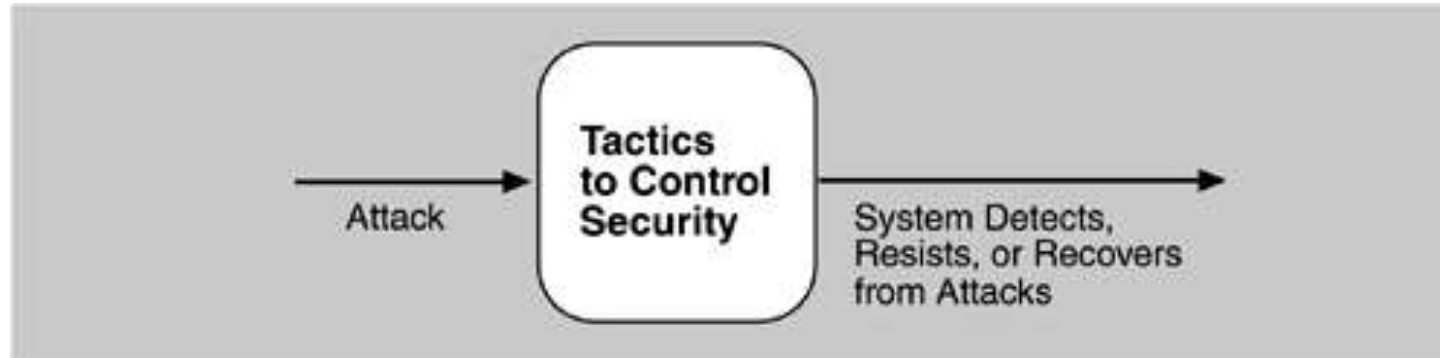 Attack
Tactics
to Control
Security
System Detects,
Resists, or Recovers
from Attacks